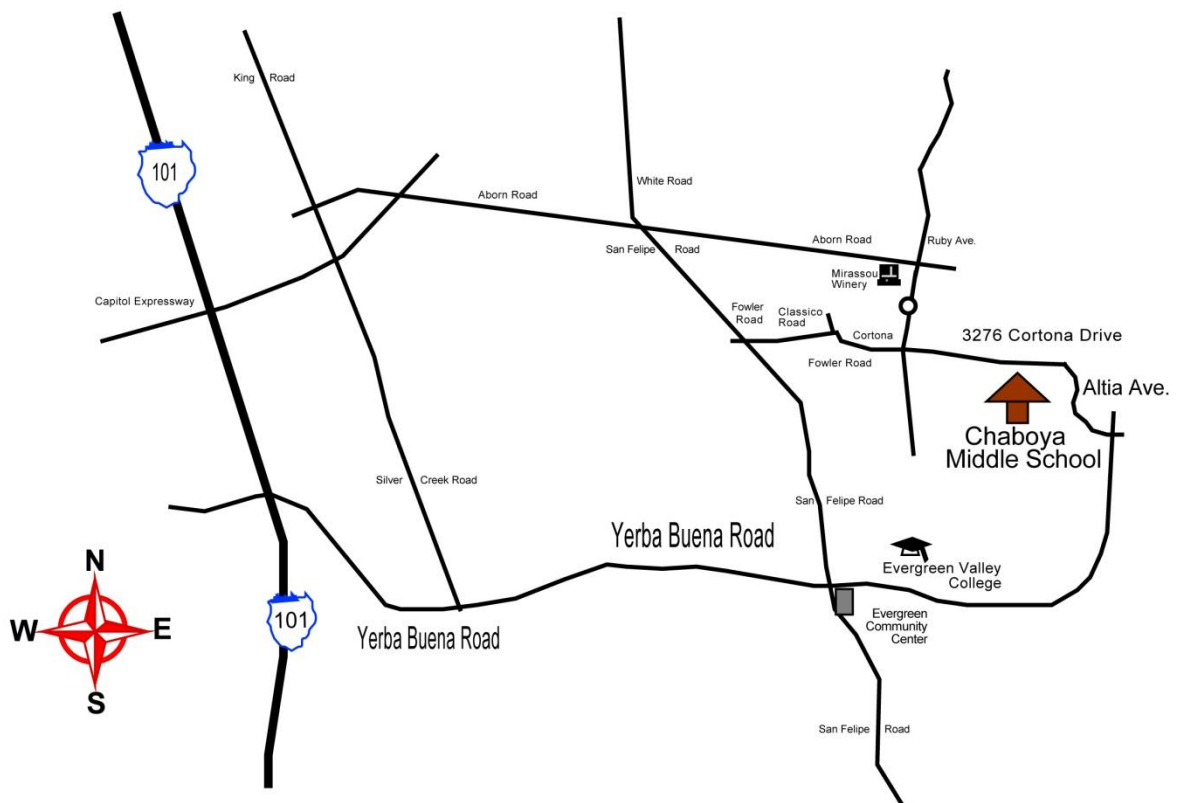 King Road
101
White Road
Aborn Road
San Felipe Road
Aborn Road
Ruby Ave.
Mirassou
Winery
Capitol Expressway
Fowler
Road
Classico
Road
Cortona
Fowler Road
3276 Cortona Drive
Altia Ave.
Chaboya
Middle School
Silver Creek Road
San Felipe Road
Yerba Buena Road
Evergreen Valley
College
N
W E
S
101
Yerba Buena Road
Evergreen
Community
Center
San Felipe Road